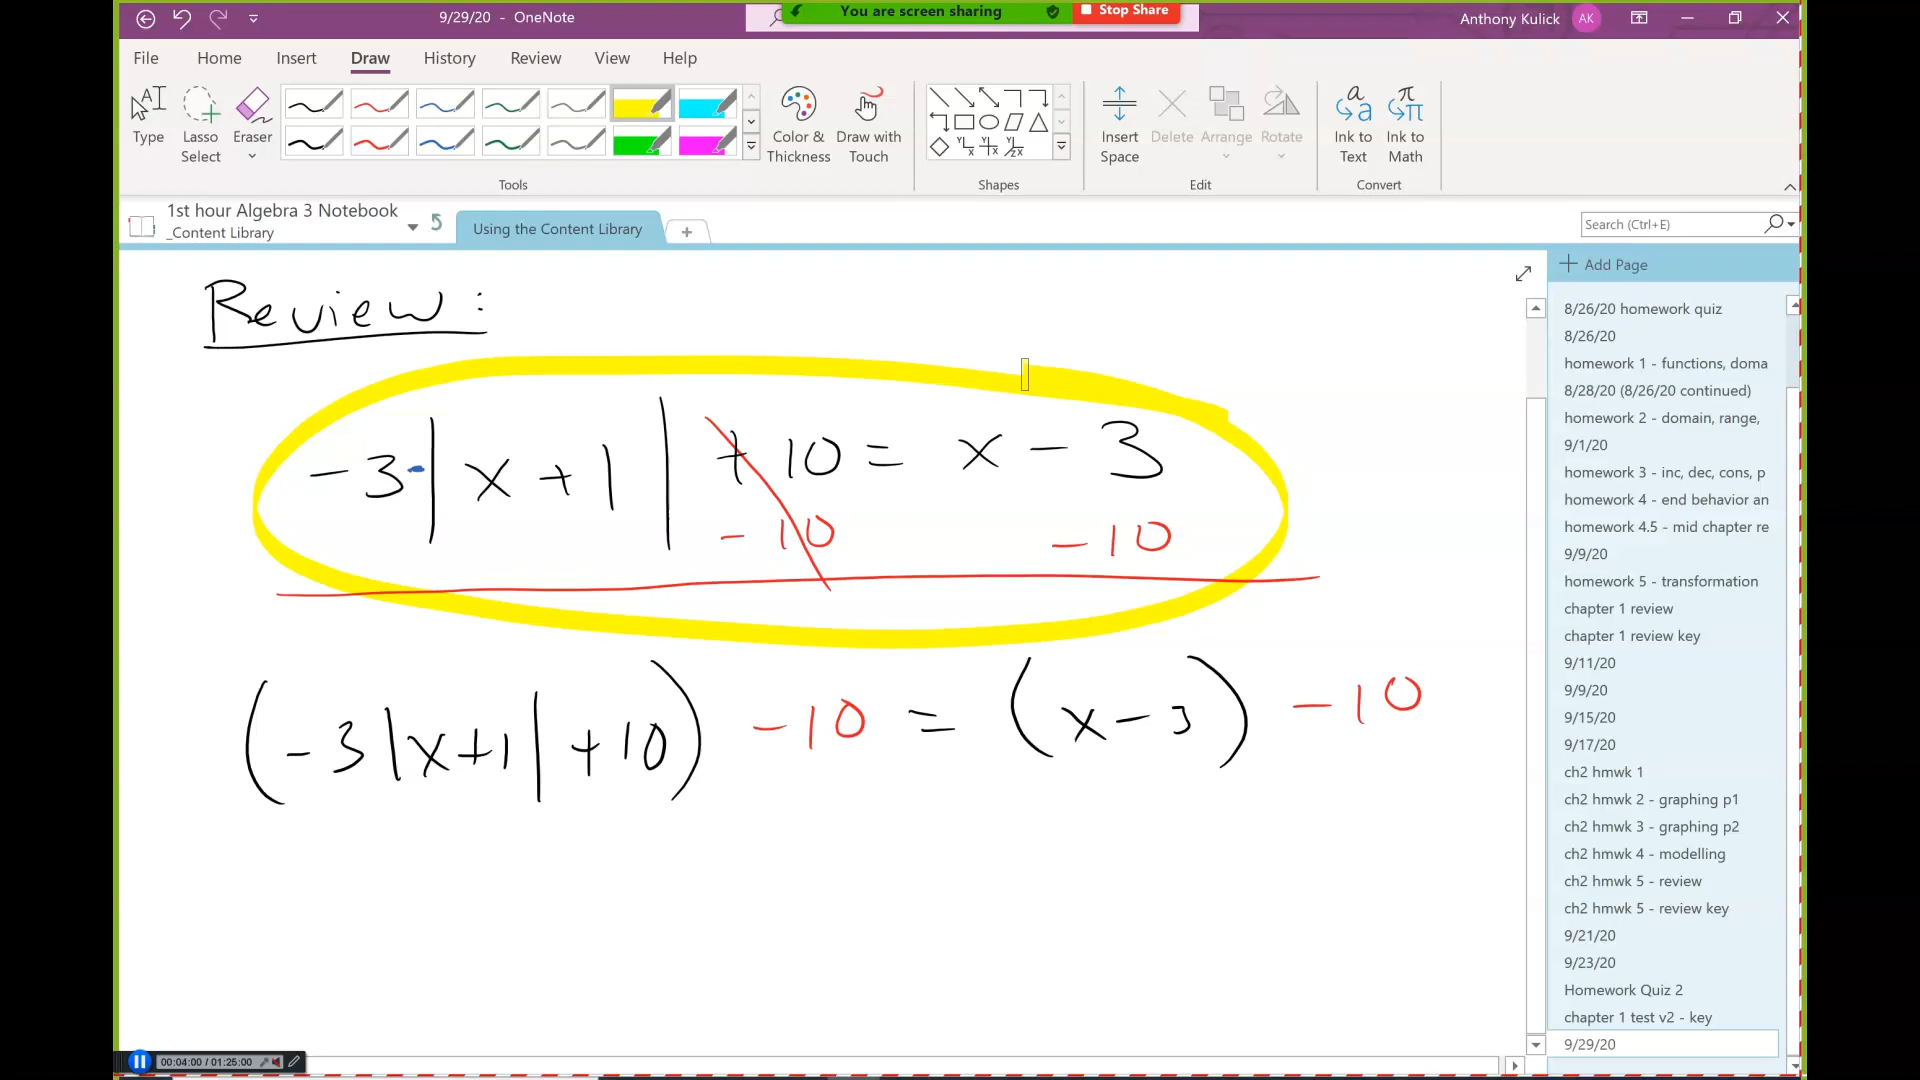 9/29/20 - OneNote
You are screen sharing
Stop Share
Anthony Kulick
AK
File Home Insert Draw History Review View Help
Type
Lasso Select
Eraser
Color & Thickness
Draw with Touch
Insert Space
Delete
Arrange
Rotate
Ink to Text
Ink to Math
Tools
Shapes
Edit
Convert
1st hour Algebra 3 Notebook
_Content Library
Using the Content Library
Search (Ctrl+E)
Add Page
Review:
-3·|x+1| +10 = x - 3
-10 -10
(-3|x+1| +10) -10 = (x-3) -10
8/26/20 homework quiz
8/26/20
homework 1 - functions, doma
8/28/20 (8/26/20 continued)
homework 2 - domain, range,
9/1/20
homework 3 - inc, dec, cons, p
homework 4 - end behavior an
homework 4.5 - mid chapter re
9/9/20
homework 5 - transformation
chapter 1 review
chapter 1 review key
9/11/20
9/9/20
9/15/20
9/17/20
ch2 hmwk 1
ch2 hmwk 2 - graphing p1
ch2 hmwk 3 - graphing p2
ch2 hmwk 4 - modelling
ch2 hmwk 5 - review
ch2 hmwk 5 - review key
9/21/20
9/23/20
Homework Quiz 2
chapter 1 test v2 - key
9/29/20
00:04:00 / 01:25:00